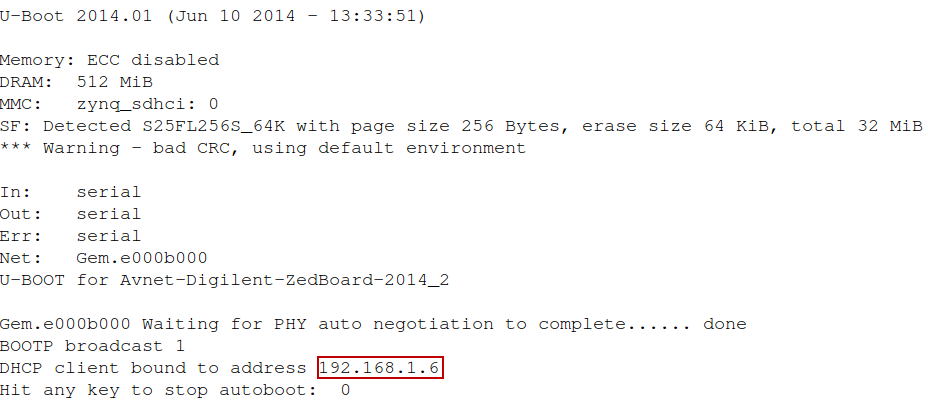 U-Boot 2014.01 (Jun 10 2014 - 13:33:51)
Memory: ECC disabled
DRAM:  512 MiB
MMC:   zynq_sdhci: 0
SF: Detected S25FL256S_64K with page size 256 Bytes, erase size 64 KiB, total 32 MiB
*** Warning - bad CRC, using default environment
In:    serial
Out:   serial
Err:   serial
Net:   Gem.e000b000
U-BOOT for Avnet-Digilent-ZedBoard-2014_2
Gem.e000b000 Waiting for PHY auto negotiation to complete...... done
BOOTP broadcast 1
DHCP client bound to address 192.168.1.6
Hit any key to stop autoboot:  0